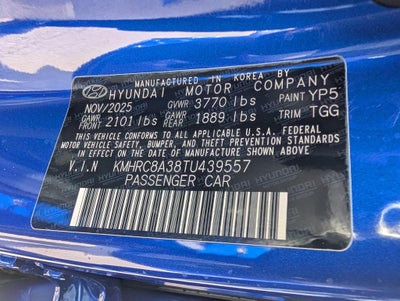 MANUFACTURED IN KOREA BY
HYUNDAI MOTOR COMPANY
NOV/2025 GVWR 3770 lbs PAINT YP5
GAWR FRONT 2101 lbs GAWR REAR 1889 lbs TRIM TGG
THIS VEHICLE CONFORMS TO ALL APPLICABLE U.S.A. FEDERAL
MOTOR VEHICLE SAFETY, BUMPER, AND THEFT PREVENTION STANDARDS
IN EFFECT ON THE DATE OF MANUFACTURE SHOWN ABOVE.
V.I.N KMHRC8A38TU439557
PASSENGER CAR